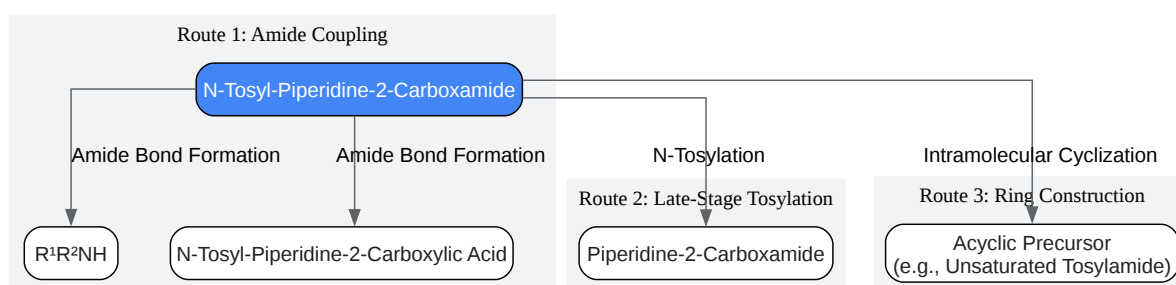 Route 1: Amide Coupling
N-Tosyl-Piperidine-2-Carboxamide
Amide Bond Formation
Amide Bond Formation
N-Tosylation
Intramolecular Cyclization
Route 2: Late-Stage Tosylation
Route 3: Ring Construction
R¹R²NH
N-Tosyl-Piperidine-2-Carboxylic Acid
Piperidine-2-Carboxamide
Acyclic Precursor
(e.g., Unsaturated Tosylamide)